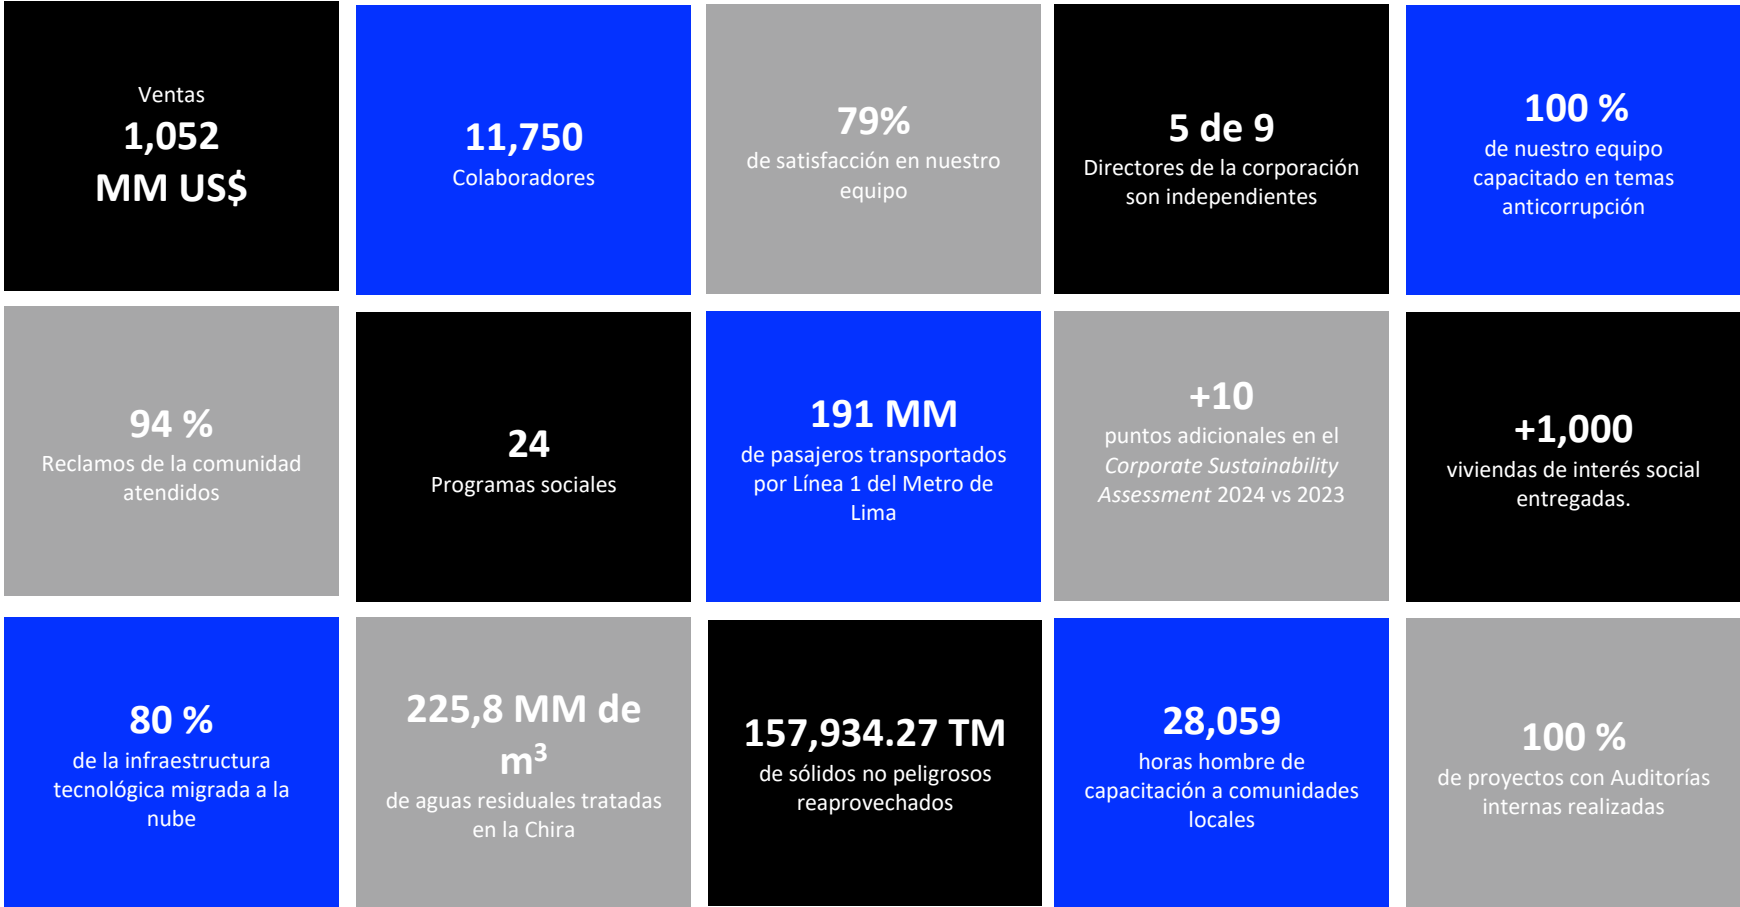 Ventas
1,052
MM US$
11,750
Colaboradores
79%
de satisfacción en nuestro
equipo
5 de 9
Directores de la corporación
son independientes
100 %
de nuestro equipo
capacitado en temas
anticorrupción
94 %
Reclamos de la comunidad
atendidos
24
Programas sociales
191 MM
de pasajeros transportados
por Línea 1 del Metro de
Lima
+10
puntos adicionales en el
Corporate Sustainability
Assessment 2024 vs 2023
+1,000
viviendas de interés social
entregadas.
80 %
de la infraestructura
tecnológica migrada a la
nube
225,8 MM de
m³
de aguas residuales tratadas
en la Chira
157,934.27 TM
de sólidos no peligrosos
reaprovechados
28,059
horas hombre de
capacitación a comunidades
locales
100 %
de proyectos con Auditorías
internas realizadas